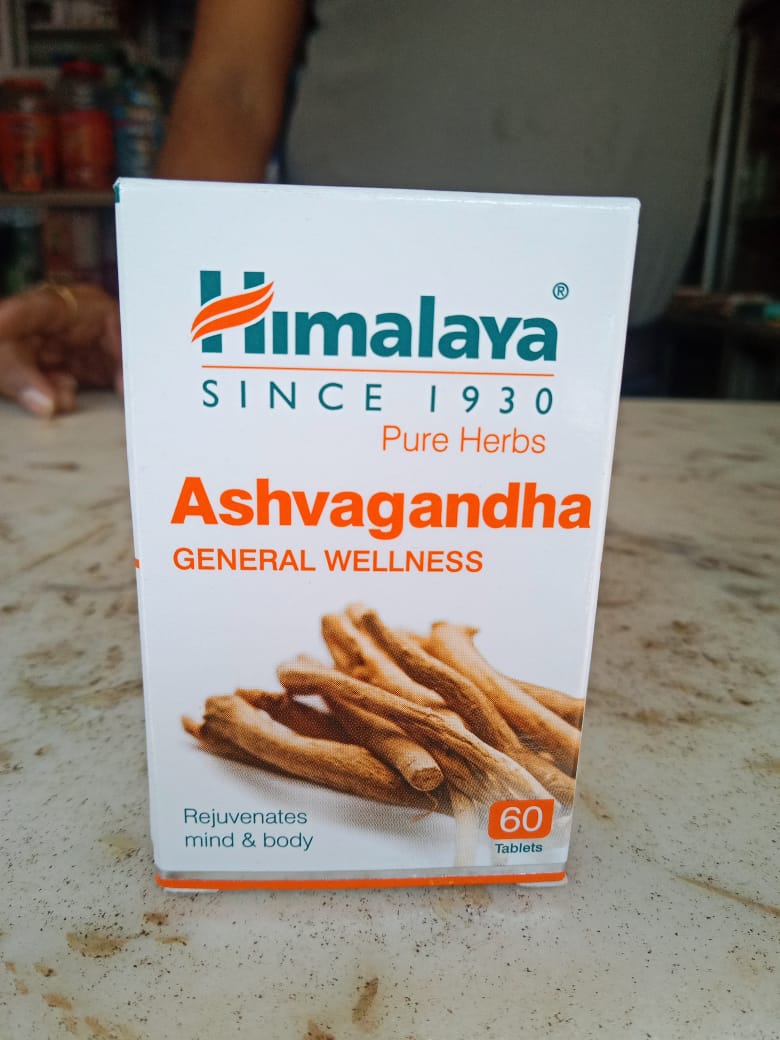 Himalaya®
SINCE 1930
Pure Herbs
Ashvagandha
GENERAL WELLNESS
Rejuvenates
mind & body
60
Tablets